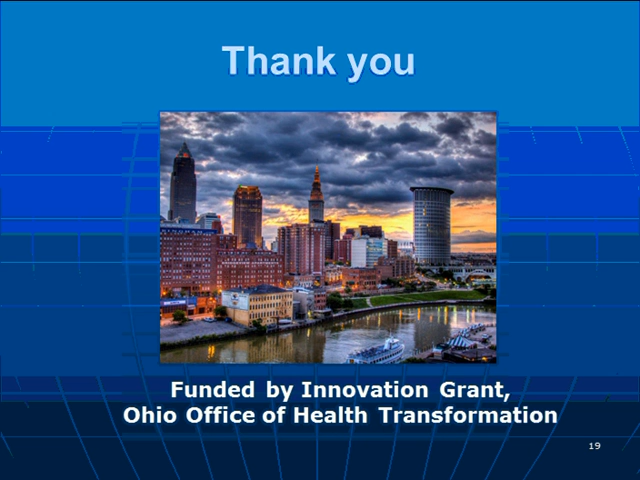 Thank you
Funded by Innovation Grant,
Ohio Office of Health Transformation
19